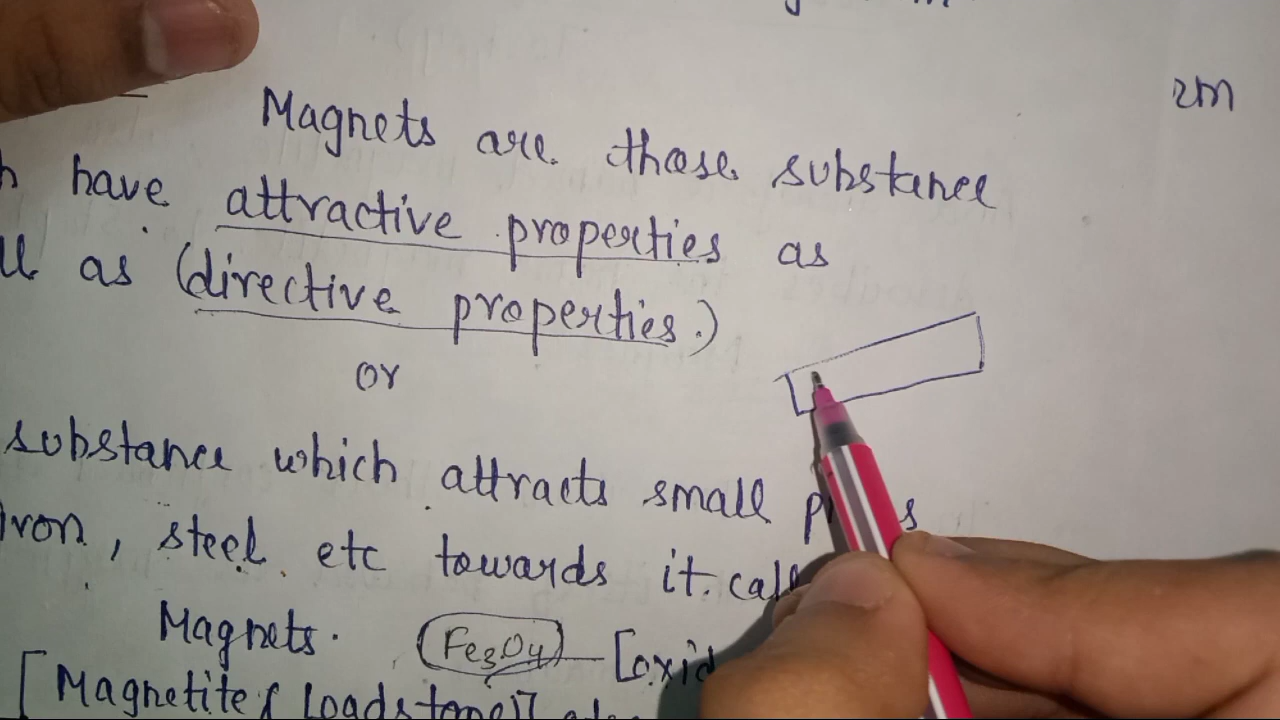 2m
Magnets are those substance
have attractive properties as
as (directive properties.)
or
substance which attracts small
iron, steel etc towards it. call
Magnets. Fe3O4 — [oxid
[Magnetite / Loadstone]